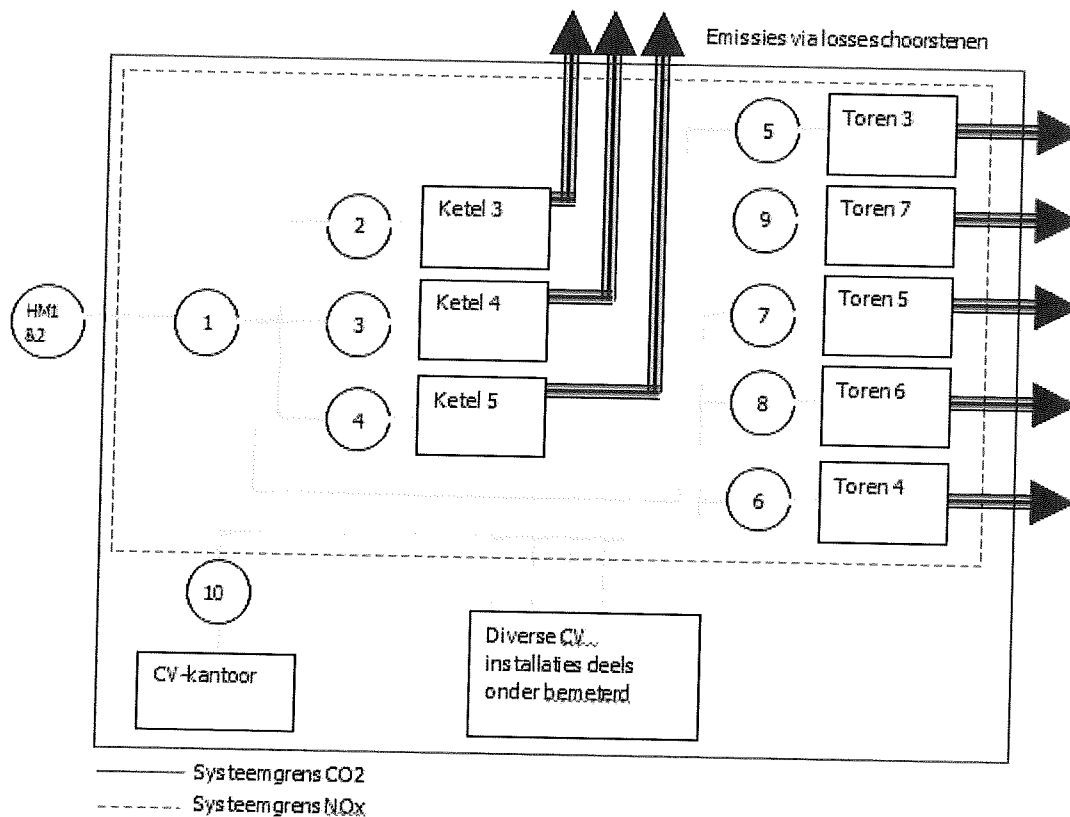 Emissies via losse schoorstenen
5
Toren 3
2
Ketel 3
9
Toren 7
HM1
&2
1
3
Ketel 4
7
Toren 5
4
Ketel 5
8
Toren 6
6
Toren 4
10
CV-kantoor
Diverse CV
installaties deels
onder bemeterd
Systeemgrens CO2
Systeemgrens NOx